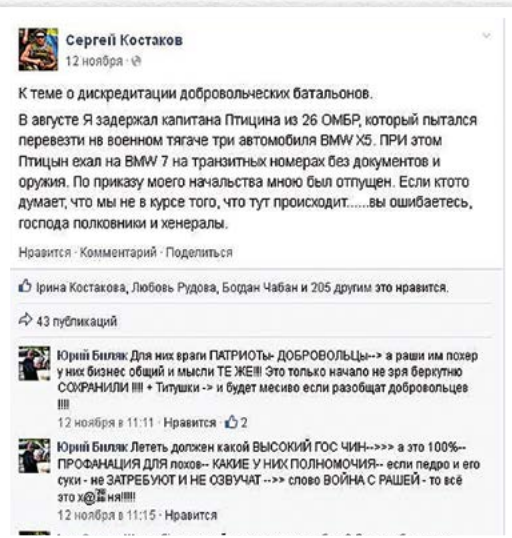 Сергей Костаков
12 ноября
К теме о дискредитации добровольческих батальонов.
В августе Я задержал капитана Птицина из 26 ОМБР, который пытался
перевезти нв военном тягаче три автомобиля BMW X5. ПРИ этом
Птицын ехал на BMW 7 на транзитных номерах без документов и
оружия. По приказу моего начальства мною был отпущен. Если ктото
думает, что мы не в курсе того, что тут происходит......вы ошибаетесь,
господа полковники и хенералы.
Нравится · Комментарий · Поделиться
Ірина Костакова, Любовь Рудова, Богдан Чабан и 205 другим это нравится.
43 публикаций
Юрий Биляк Для них враги ПАТРИОТы- ДОБРОВОЛЬЦы--> а раши им похер
у них бизнес общий и мысли ТЕ ЖЕ!!! Это только начало не зря беркутню
СОХРАНИЛИ !!!! + Титушки -> и будет месиво если разобщат добровольцев
!!!!
12 ноября в 11:11 · Нравится · 2
Юрий Биляк Лететь должен какой ВЫСОКИЙ ГОС ЧИН-->>> а это 100%--
ПРОФАНАЦИЯ ДЛЯ лохов-- КАКИЕ У НИХ ПОЛНОМОЧИЯ-- если педро и его
суки - не ЗАТРЕБУЮТ И НЕ ОЗВУЧАТ -->> слово ВОЙНА С РАШЕЙ - то всё
это х@ня!!!!!
12 ноября в 11:15 · Нравится